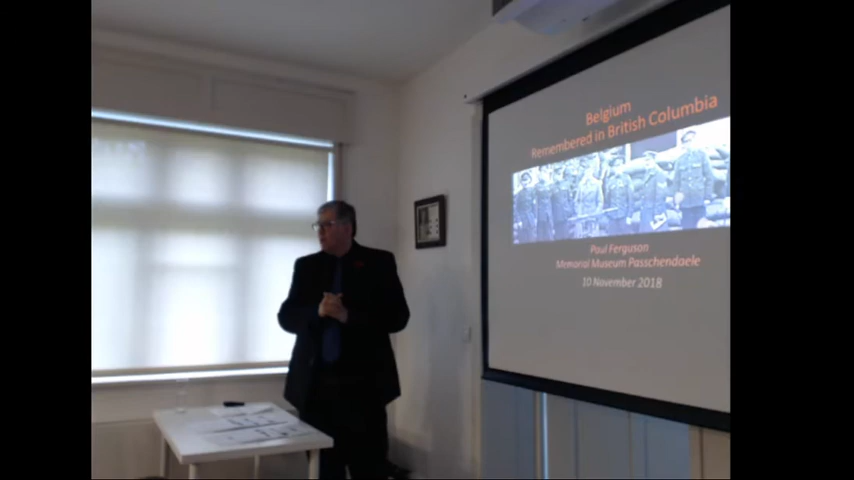 Belgium
Remembered in British Columbia
Paul Ferguson
Memorial Museum Passchendaele
10 November 2018